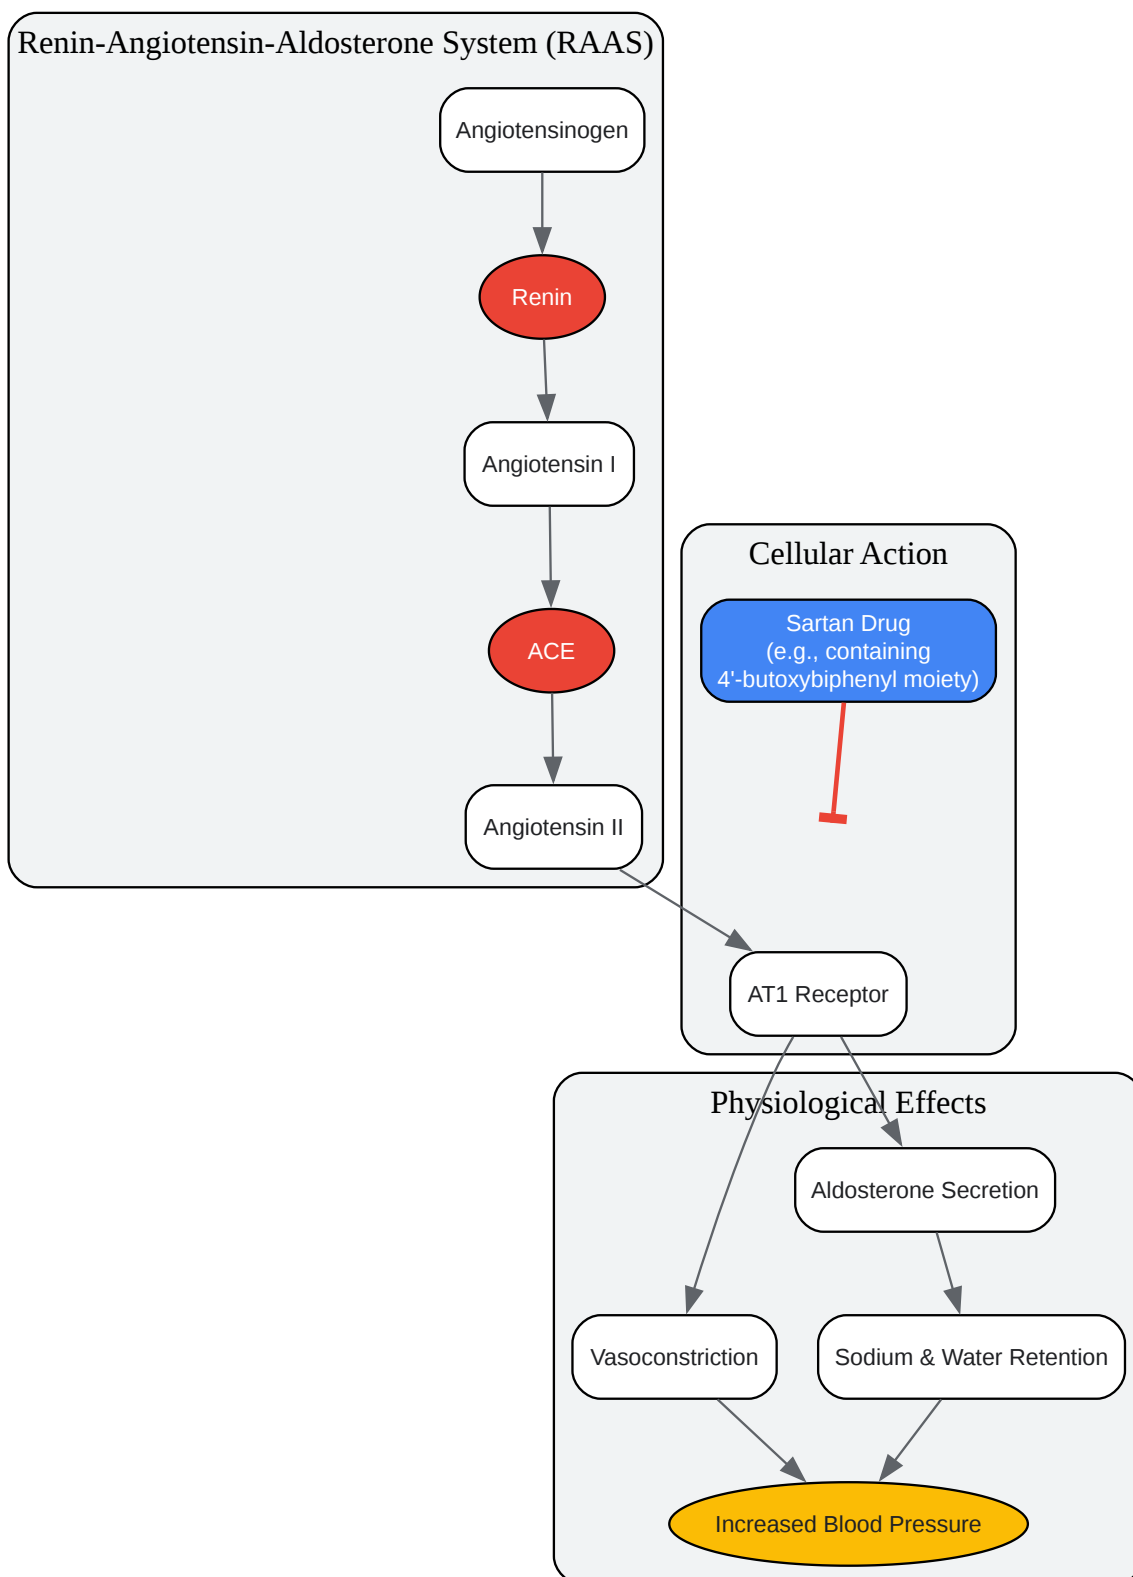 Renin-Angiotensin-Aldosterone System (RAAS)
Angiotensinogen
Renin
Angiotensin I
ACE
Angiotensin II
Cellular Action
Sartan Drug
(e.g., containing
4'-butoxybiphenyl moiety)
AT1 Receptor
Physiological Effects
Aldosterone Secretion
Vasoconstriction
Sodium & Water Retention
Increased Blood Pressure